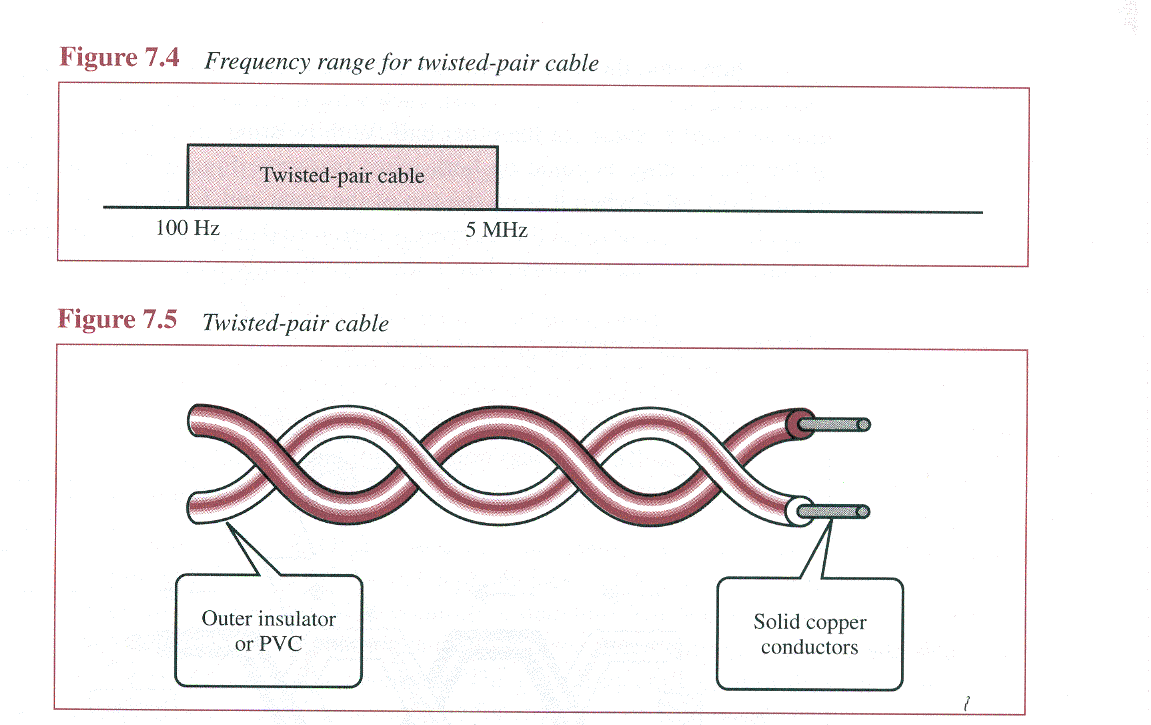 Figure 7.4 Frequency range for twisted-pair cable
Twisted-pair cable
100 Hz 5 MHz
Figure 7.5 Twisted-pair cable
Outer insulator
or PVC
Solid copper
conductors